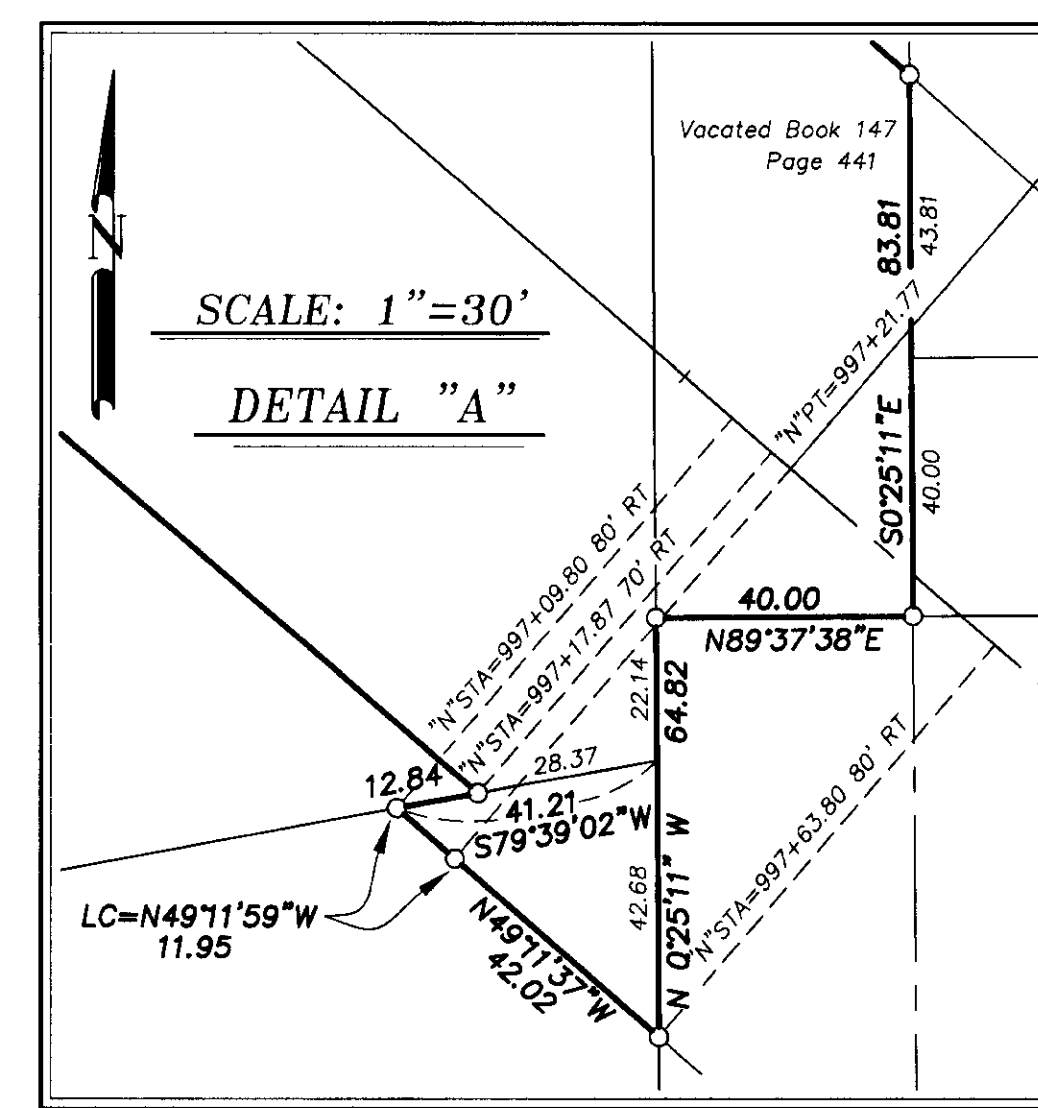 Vacated Book 147
Page 441
83.81
43.81
N
SCALE: 1"=30'
DETAIL "A"
"N"PT=997+21.77
S0°25'11"E
40.00
"N"STA=997+09.80 80' RT
"N"STA=997+17.87 70' RT
40.00
N89°37'38"E
22.14
64.82
28.37
12.84
41.21
S79°39'02"W
42.68
N 0°25'11" W
N"STA=997+63.80 80' RT
LC=N49°11'59"W
11.95
N49°11'37"W
42.02